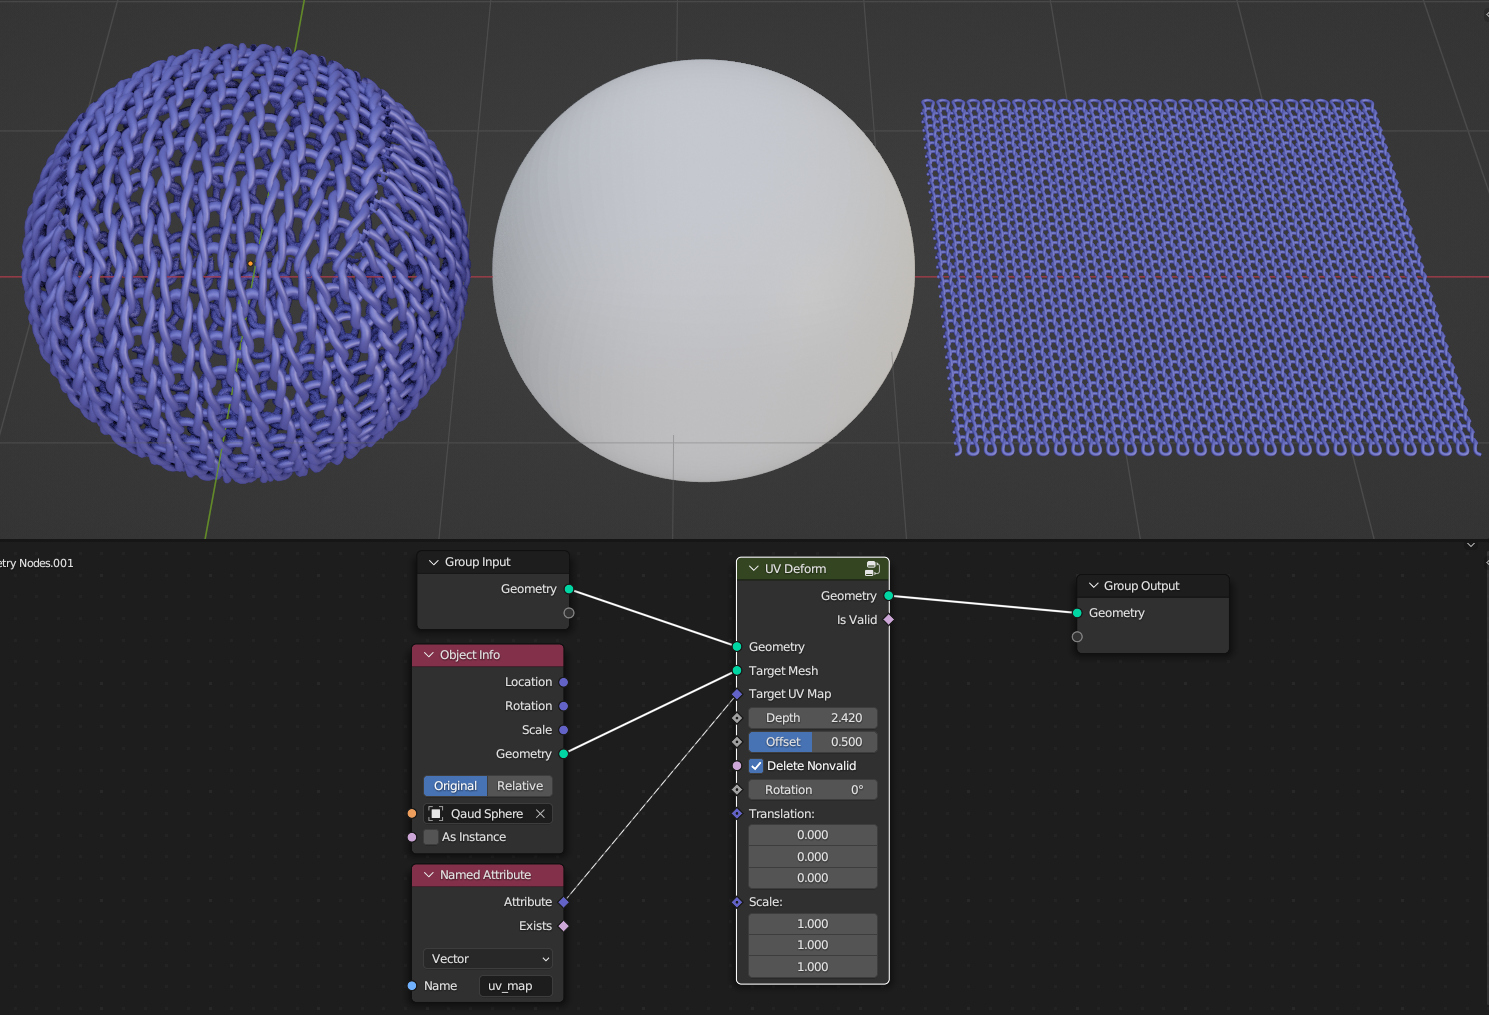 etry Nodes.001
Group Input
Geometry
Object Info
Location
Rotation
Scale
Geometry
Original Relative
Qaud Sphere
As Instance
Named Attribute
Attribute
Exists
Vector
Name uv_map
UV Deform
Geometry
Is Valid
Geometry
Target Mesh
Target UV Map
Depth 2.420
Offset 0.500
Delete Nonvalid
Rotation 0°
Translation:
0.000
0.000
0.000
Scale:
1.000
1.000
1.000
Group Output
Geometry